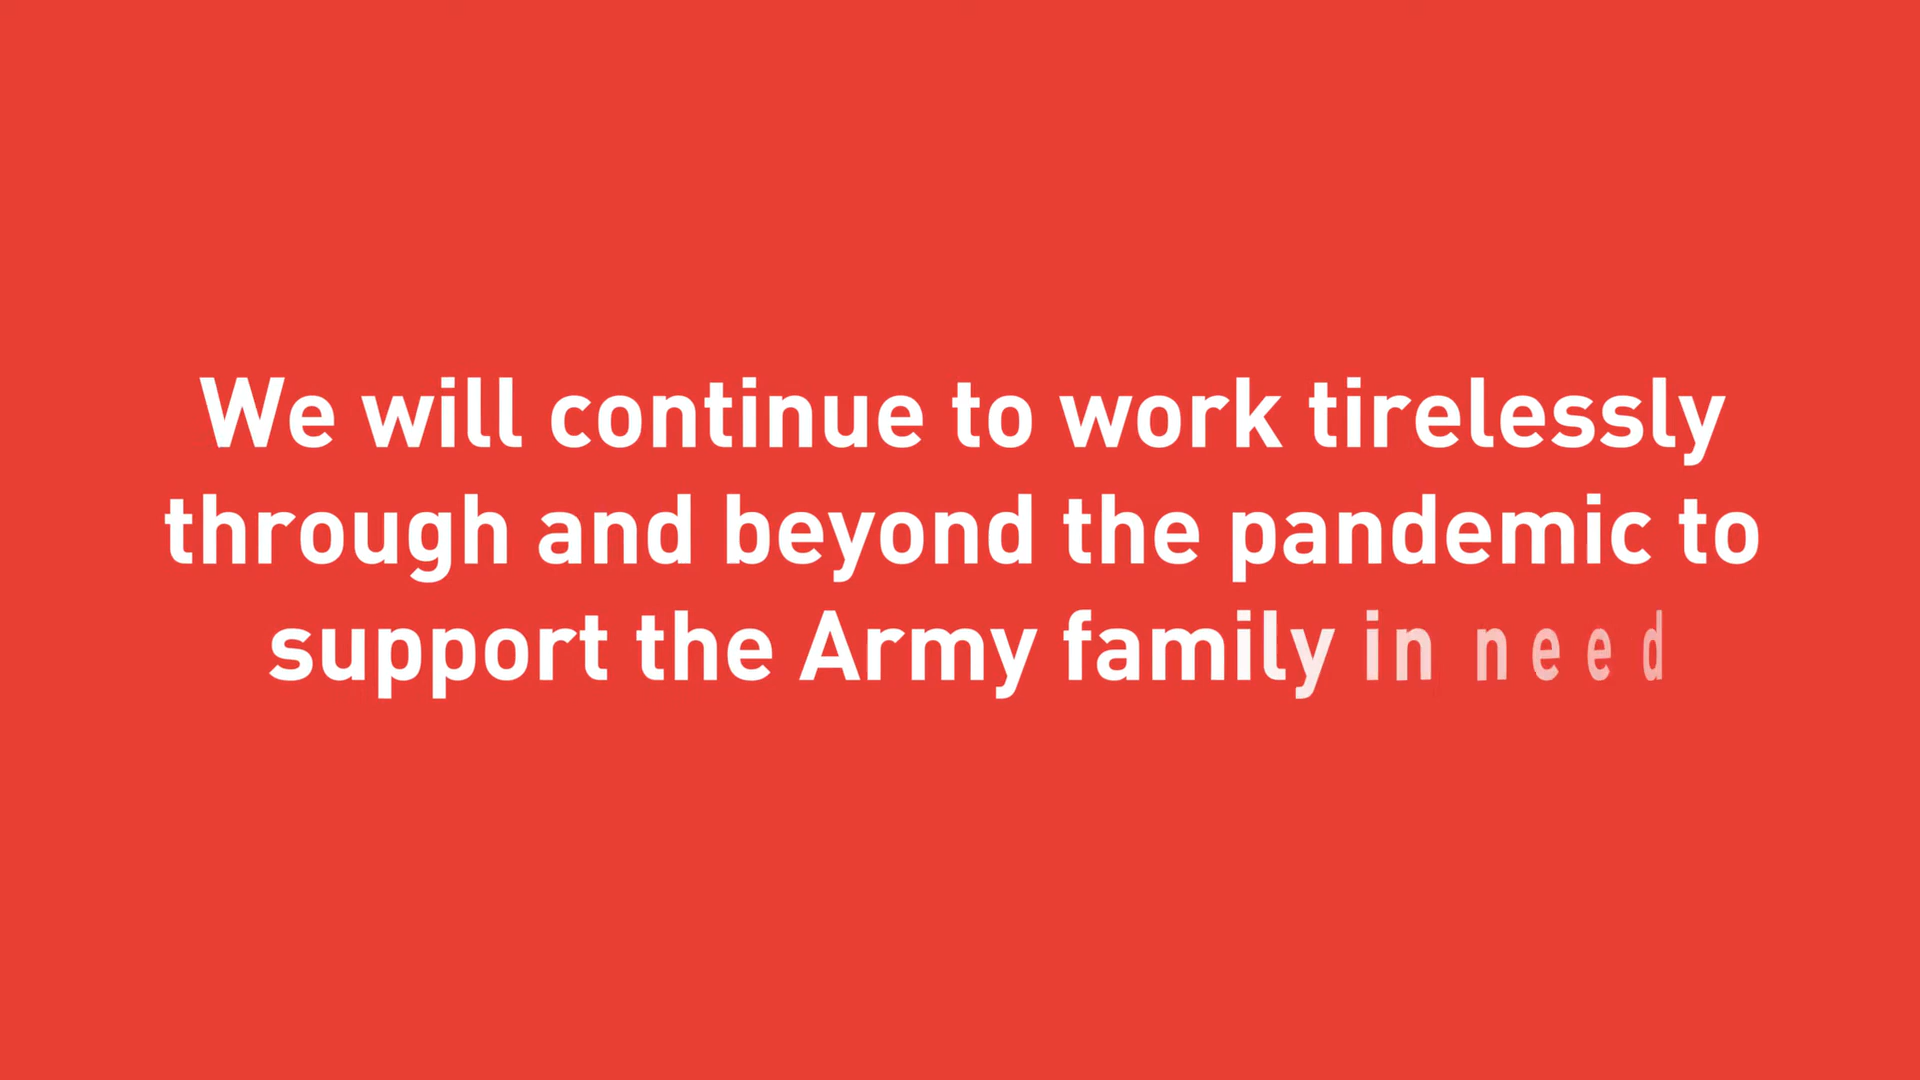 We will continue to work tirelessly
through and beyond the pandemic to
support the Army family in need